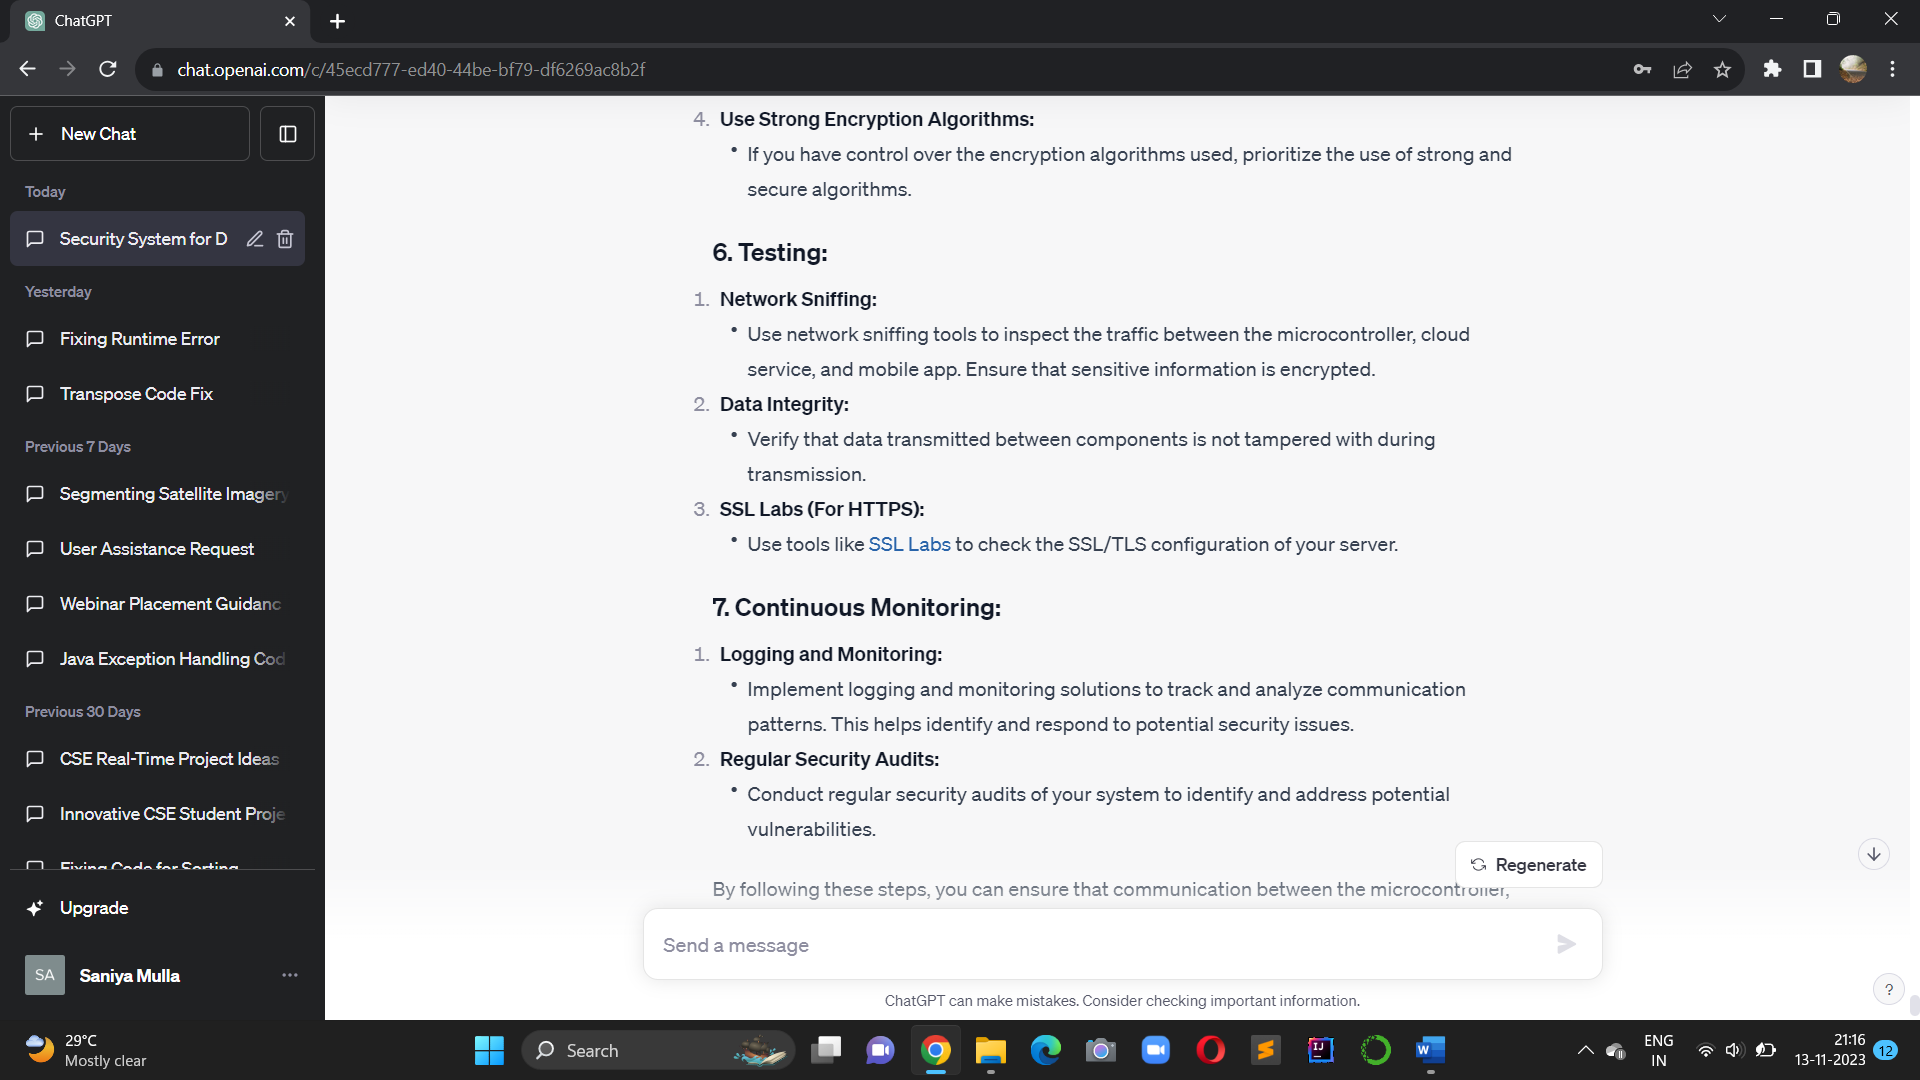 ChatGPT
chat.openai.com/c/45ecd777-ed40-44be-bf79-df6269ac8b2f
New Chat
Today
Security System for D
Yesterday
Fixing Runtime Error
Transpose Code Fix
Previous 7 Days
Segmenting Satellite Imagery
User Assistance Request
Webinar Placement Guidanc
Java Exception Handling Cod
Previous 30 Days
CSE Real-Time Project Ideas
Innovative CSE Student Proje
Fixing Code for Sorting
Upgrade
SA
Saniya Mulla
4. Use Strong Encryption Algorithms:
• If you have control over the encryption algorithms used, prioritize the use of strong and
secure algorithms.
6. Testing:
1. Network Sniffing:
• Use network sniffing tools to inspect the traffic between the microcontroller, cloud
service, and mobile app. Ensure that sensitive information is encrypted.
2. Data Integrity:
• Verify that data transmitted between components is not tampered with during
transmission.
3. SSL Labs (For HTTPS):
• Use tools like SSL Labs to check the SSL/TLS configuration of your server.
7. Continuous Monitoring:
1. Logging and Monitoring:
• Implement logging and monitoring solutions to track and analyze communication
patterns. This helps identify and respond to potential security issues.
2. Regular Security Audits:
• Conduct regular security audits of your system to identify and address potential
vulnerabilities.
Regenerate
By following these steps, you can ensure that communication between the microcontroller,
Send a message
ChatGPT can make mistakes. Consider checking important information.
?
29°C
Mostly clear
Search
IJ
W
ENG
IN
21:16
13-11-2023
12